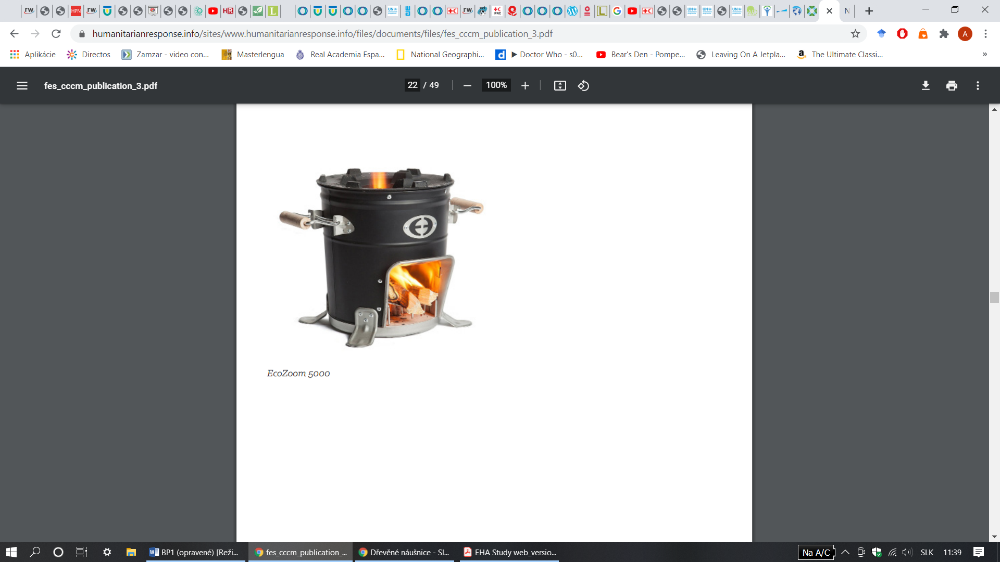 humanitarianresponse.info/sites/www.humanitarianresponse.info/files/documents/files/fes_cccm_publication_3.pdf
A
Aplikácie
Directos
Zamzar - video con...
Masterlengua
Real Academia Espa...
National Geographi...
▶ Doctor Who - s0...
Bear's Den - Pompe...
Leaving On A Jetpla...
The Ultimate Classi...
»
fes_cccm_publication_3.pdf
22 / 49
100%
EcoZoom 5000
BP1 (opravené) [Reži...
fes_cccm_publication_...
Dřevěné náušnice - Sl...
EHA Study web_versio...
Na A/C
SLK
11:39